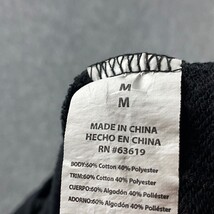 M
M
MADE IN CHINA
HECHO EN CHINA
RN #63619
BODY:60% Cotton 40% Polyester
TRIM:60% Cotton 40% Polyester
CUERPO:60% Algodón 40% Poliéster
ADORNO:60% Algodón 40% Poliéster